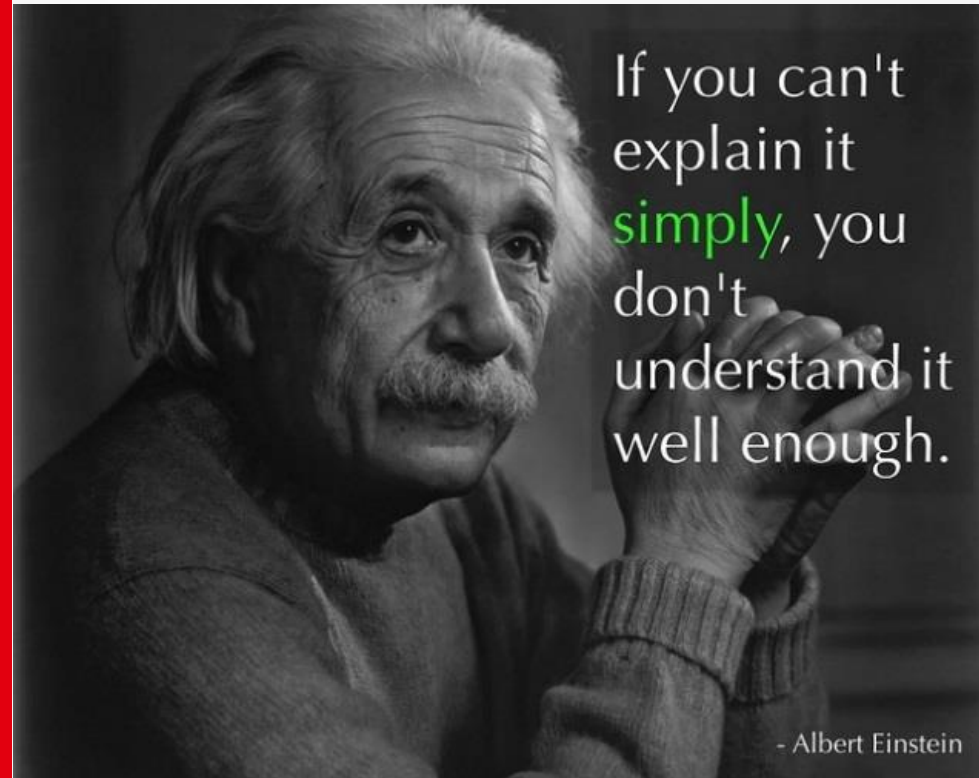 If you can't
explain it
simply, you
don't
understand it
well enough.
- Albert Einstein